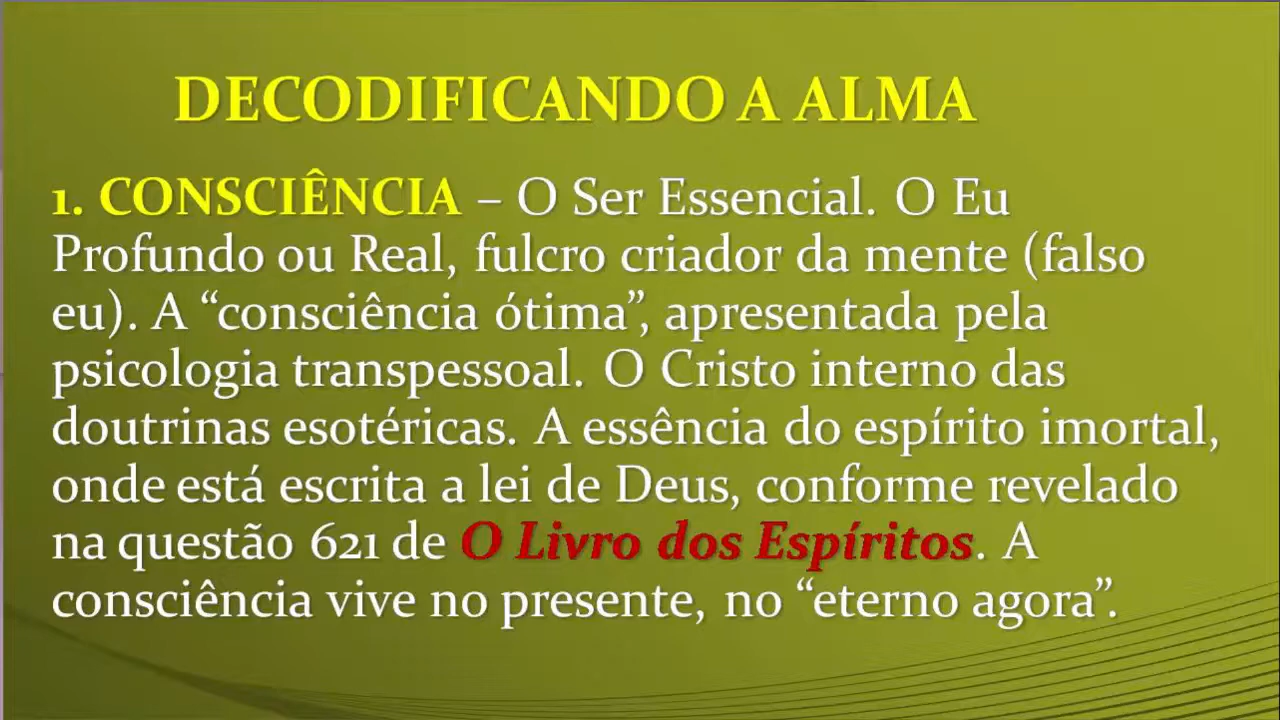 DECODIFICANDO A ALMA
1. CONSCIÊNCIA – O Ser Essencial. O Eu
Profundo ou Real, fulcro criador da mente (falso
eu). A “consciência ótima”, apresentada pela
psicologia transpessoal. O Cristo interno das
doutrinas esotéricas. A essência do espírito imortal,
onde está escrita a lei de Deus, conforme revelado
na questão 621 de O Livro dos Espíritos. A
consciência vive no presente, no “eterno agora”.